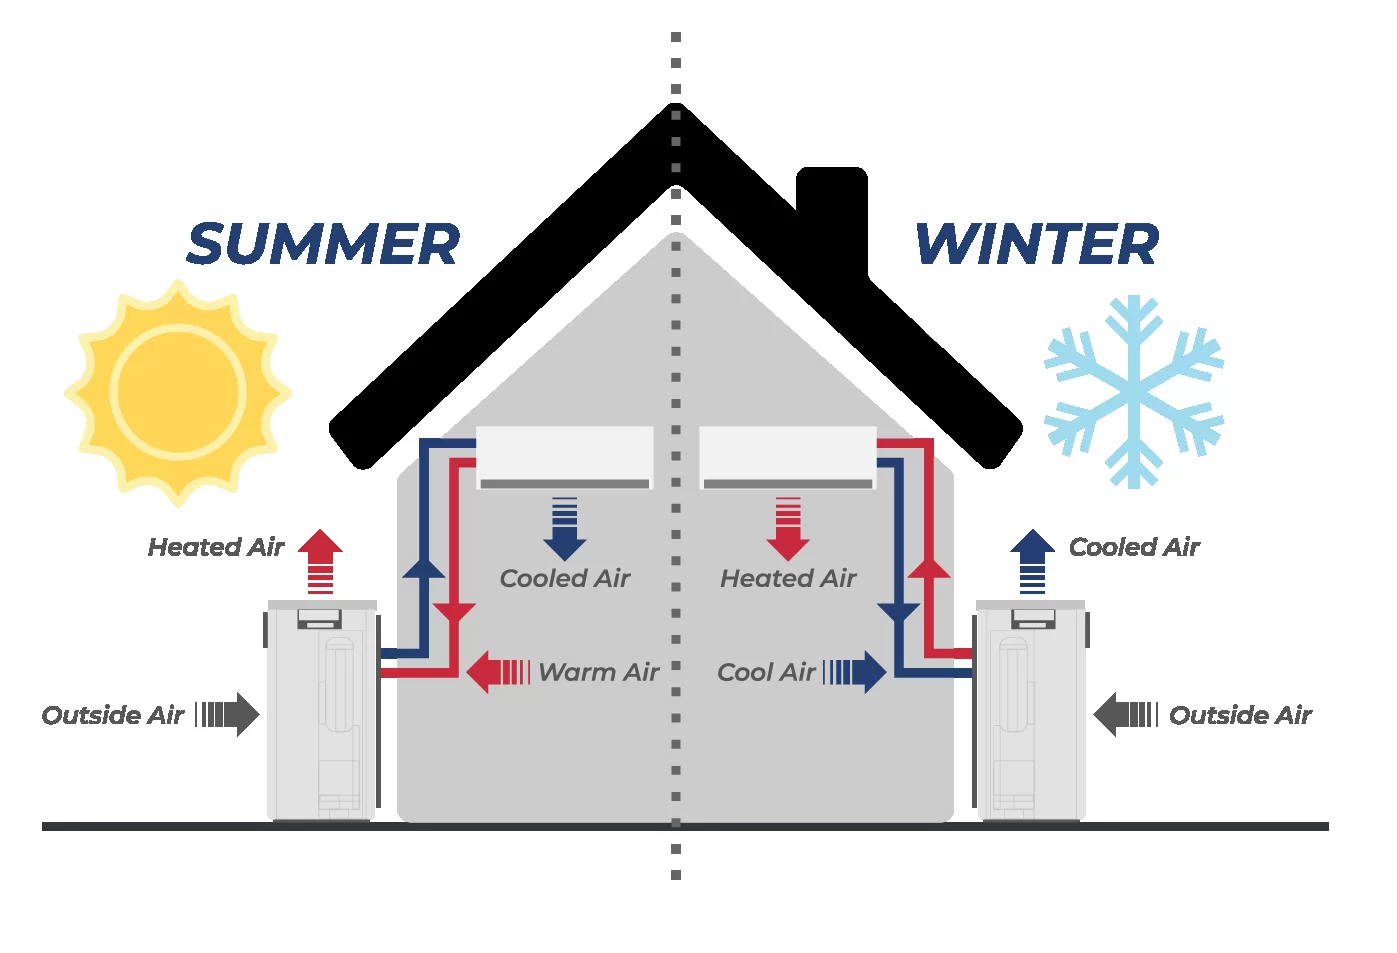 SUMMER
WINTER
Heated Air
Cooled Air
Cooled Air
Heated Air
Warm Air
Cool Air
Outside Air
Outside Air